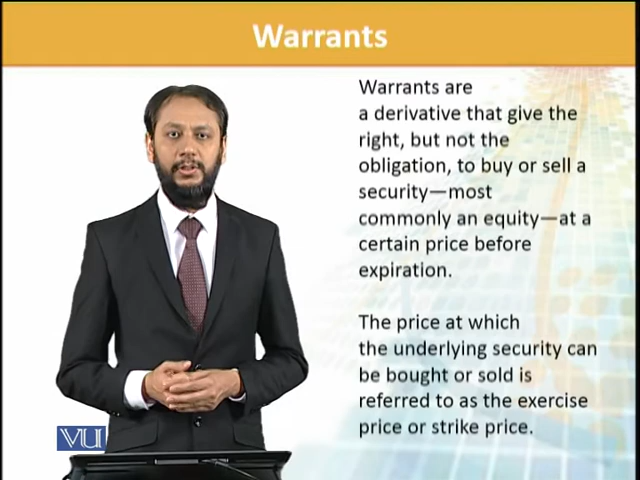 Warrants
Warrants are
a derivative that give the
right, but not the
obligation, to buy or sell a
security—most
commonly an equity—at a
certain price before
expiration.
The price at which
the underlying security can
be bought or sold is
referred to as the exercise
price or strike price.
VU